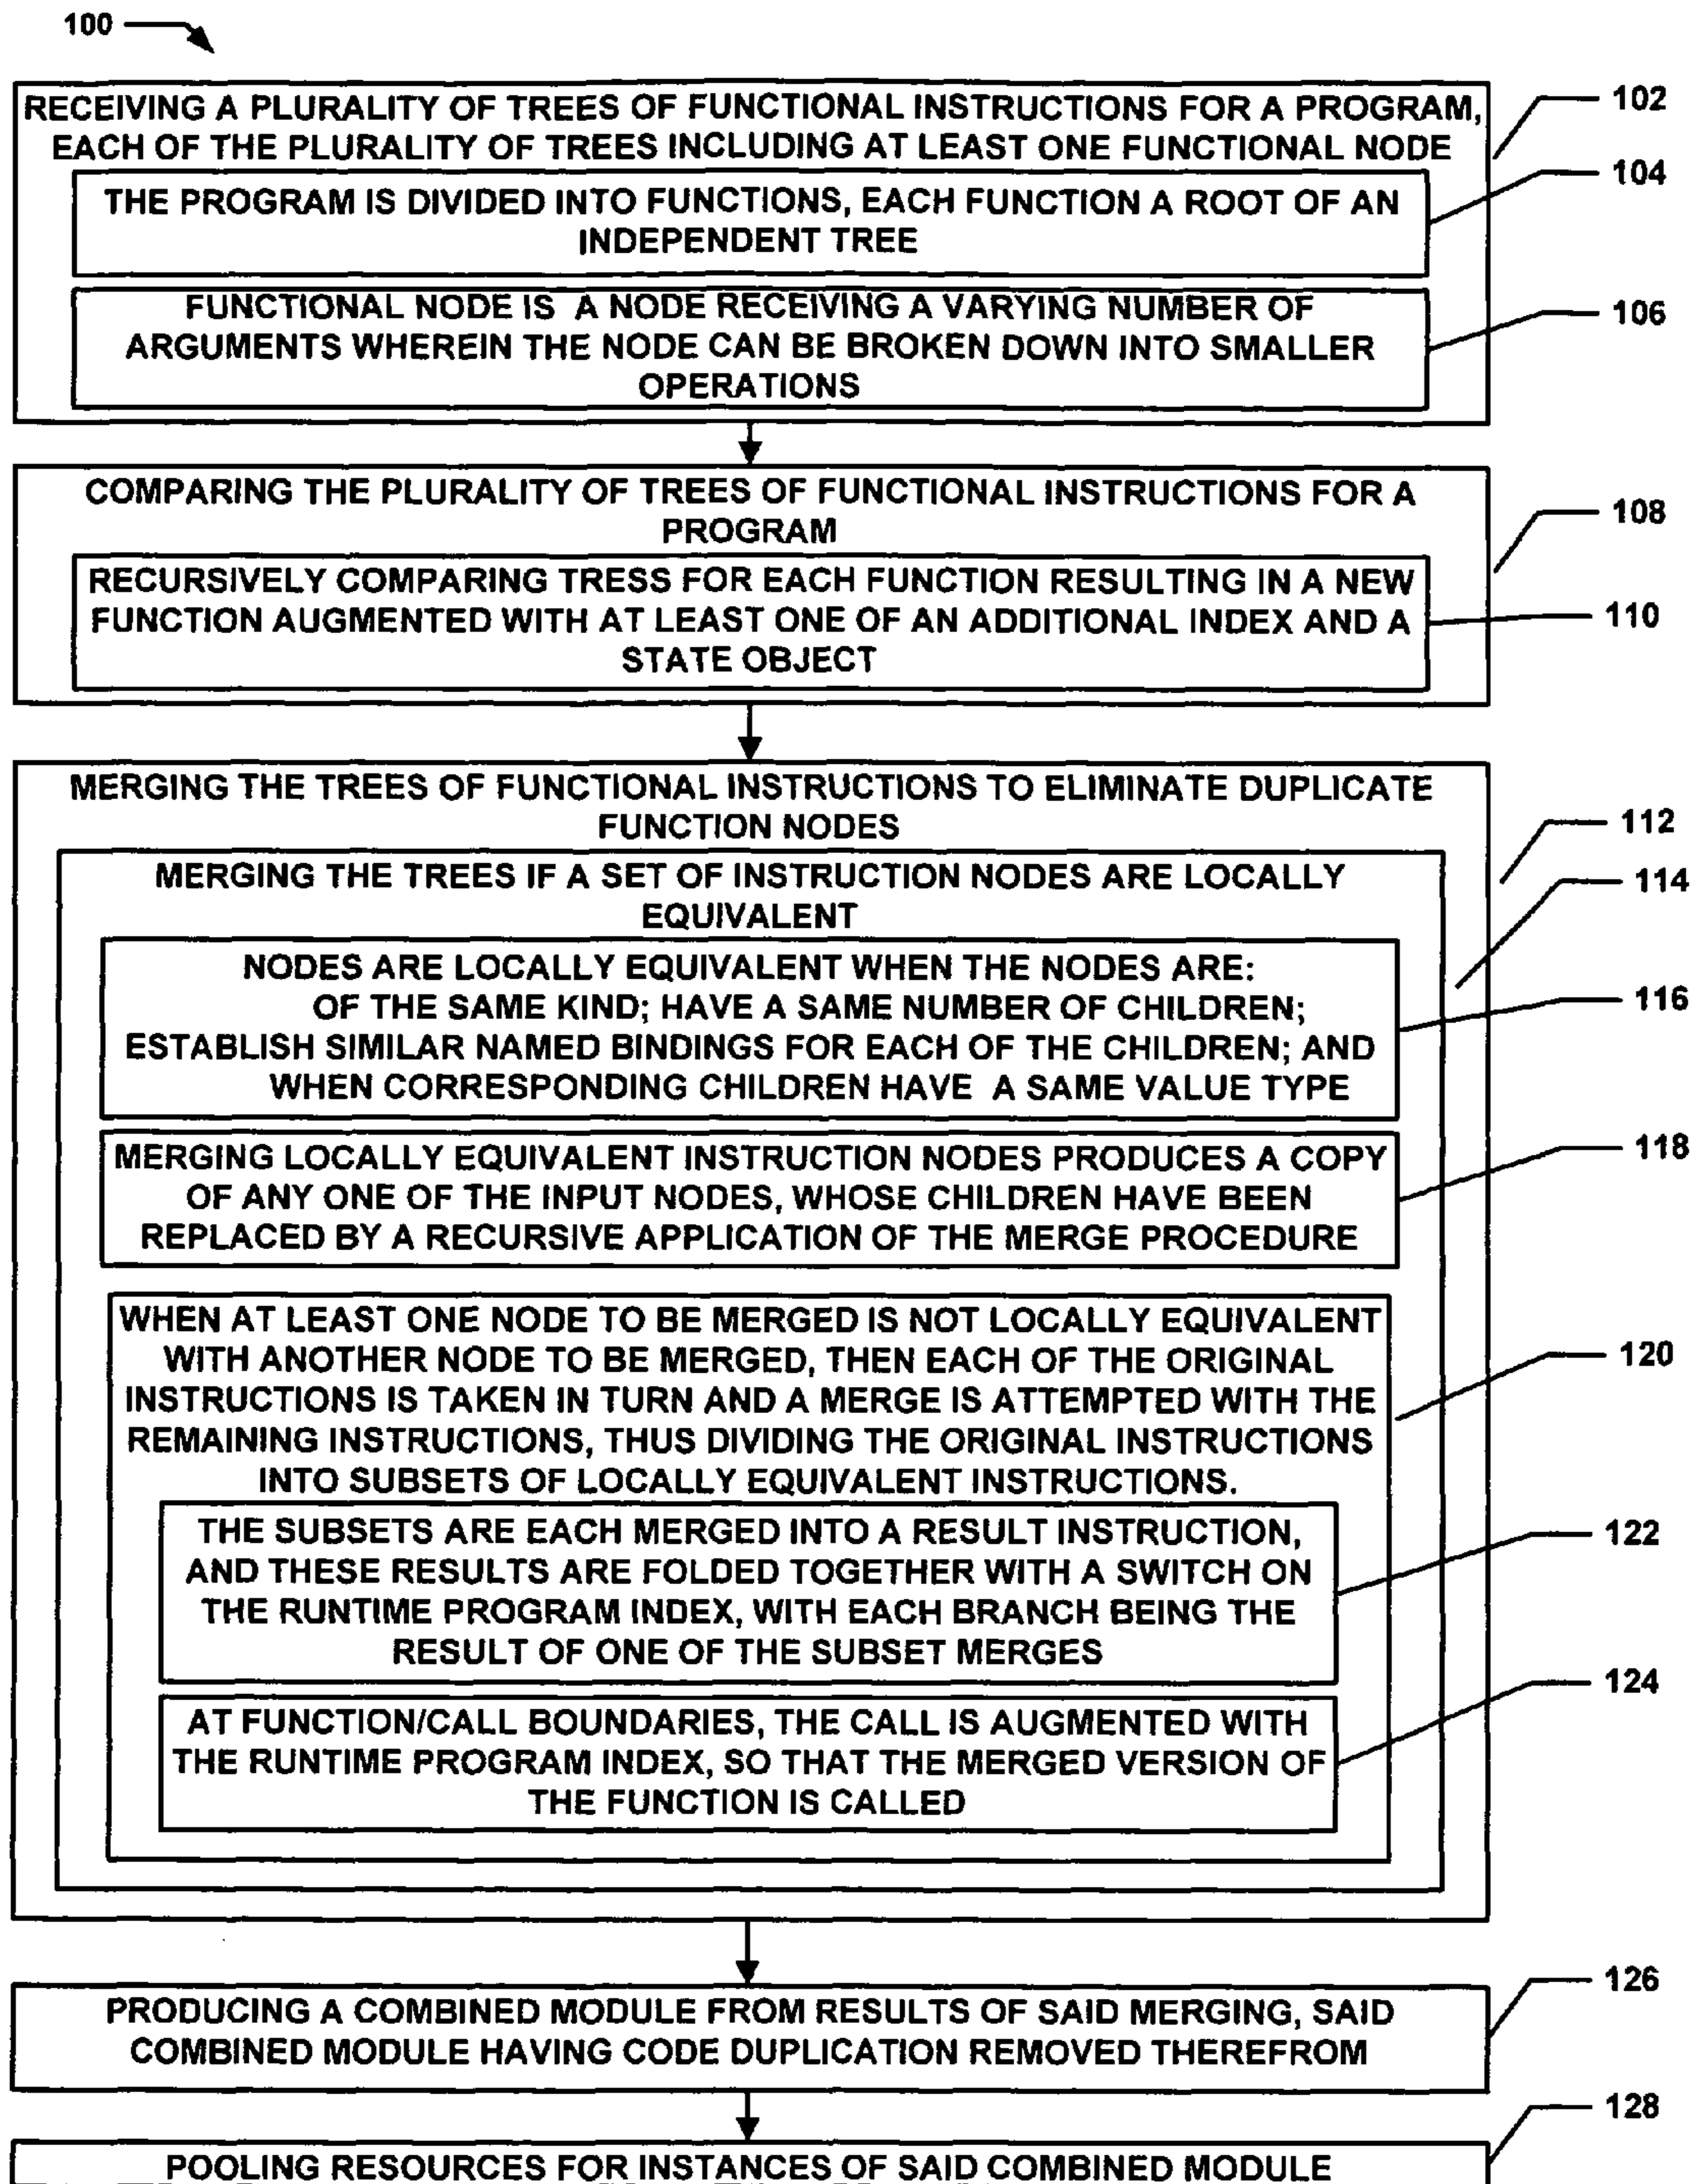 100
RECEIVING A PLURALITY OF TREES OF FUNCTIONAL INSTRUCTIONS FOR A PROGRAM,
EACH OF THE PLURALITY OF TREES INCLUDING AT LEAST ONE FUNCTIONAL NODE
102
THE PROGRAM IS DIVIDED INTO FUNCTIONS, EACH FUNCTION A ROOT OF AN
INDEPENDENT TREE
104
FUNCTIONAL NODE IS A NODE RECEIVING A VARYING NUMBER OF
ARGUMENTS WHEREIN THE NODE CAN BE BROKEN DOWN INTO SMALLER
OPERATIONS
106
COMPARING THE PLURALITY OF TREES OF FUNCTIONAL INSTRUCTIONS FOR A
PROGRAM
108
RECURSIVELY COMPARING TRESS FOR EACH FUNCTION RESULTING IN A NEW
FUNCTION AUGMENTED WITH AT LEAST ONE OF AN ADDITIONAL INDEX AND A
STATE OBJECT
110
MERGING THE TREES OF FUNCTIONAL INSTRUCTIONS TO ELIMINATE DUPLICATE
FUNCTION NODES
112
MERGING THE TREES IF A SET OF INSTRUCTION NODES ARE LOCALLY
EQUIVALENT
114
NODES ARE LOCALLY EQUIVALENT WHEN THE NODES ARE:
OF THE SAME KIND; HAVE A SAME NUMBER OF CHILDREN;
ESTABLISH SIMILAR NAMED BINDINGS FOR EACH OF THE CHILDREN; AND
WHEN CORRESPONDING CHILDREN HAVE A SAME VALUE TYPE
116
MERGING LOCALLY EQUIVALENT INSTRUCTION NODES PRODUCES A COPY
OF ANY ONE OF THE INPUT NODES, WHOSE CHILDREN HAVE BEEN
REPLACED BY A RECURSIVE APPLICATION OF THE MERGE PROCEDURE
118
WHEN AT LEAST ONE NODE TO BE MERGED IS NOT LOCALLY EQUIVALENT
WITH ANOTHER NODE TO BE MERGED, THEN EACH OF THE ORIGINAL
INSTRUCTIONS IS TAKEN IN TURN AND A MERGE IS ATTEMPTED WITH THE
REMAINING INSTRUCTIONS, THUS DIVIDING THE ORIGINAL INSTRUCTIONS
INTO SUBSETS OF LOCALLY EQUIVALENT INSTRUCTIONS.
120
THE SUBSETS ARE EACH MERGED INTO A RESULT INSTRUCTION,
AND THESE RESULTS ARE FOLDED TOGETHER WITH A SWITCH ON
THE RUNTIME PROGRAM INDEX, WITH EACH BRANCH BEING THE
RESULT OF ONE OF THE SUBSET MERGES
122
AT FUNCTION/CALL BOUNDARIES, THE CALL IS AUGMENTED WITH
THE RUNTIME PROGRAM INDEX, SO THAT THE MERGED VERSION OF
THE FUNCTION IS CALLED
124
PRODUCING A COMBINED MODULE FROM RESULTS OF SAID MERGING, SAID
COMBINED MODULE HAVING CODE DUPLICATION REMOVED THEREFROM
126
POOLING RESOURCES FOR INSTANCES OF SAID COMBINED MODULE
128